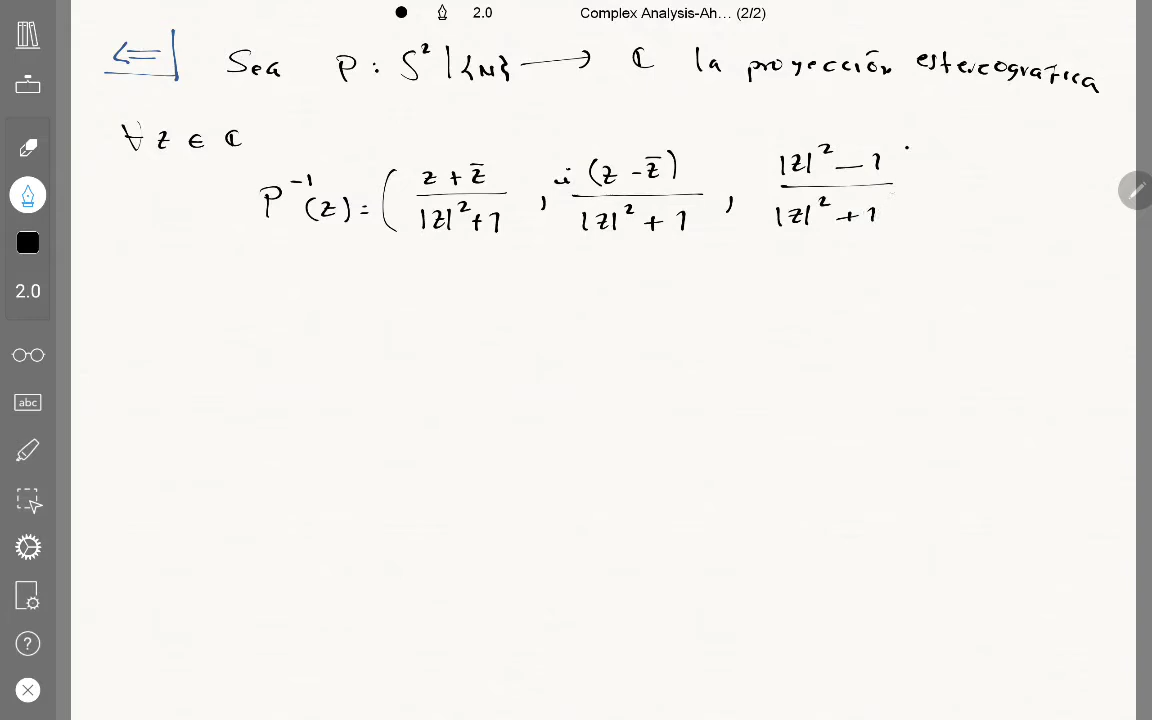 2.0 Complex Analysis-Ah... (2/2)
⇐ Sea P : S² \ {N} ⟶ ℂ la proyección estereográfica
∀ z ∈ ℂ
P⁻¹(z) = ( (z + z̄)/(|z|² + 1) , i(z - z̄)/(|z|² + 1) , (|z|² - 1)/(|z|² + 1)
2.0
abc
?